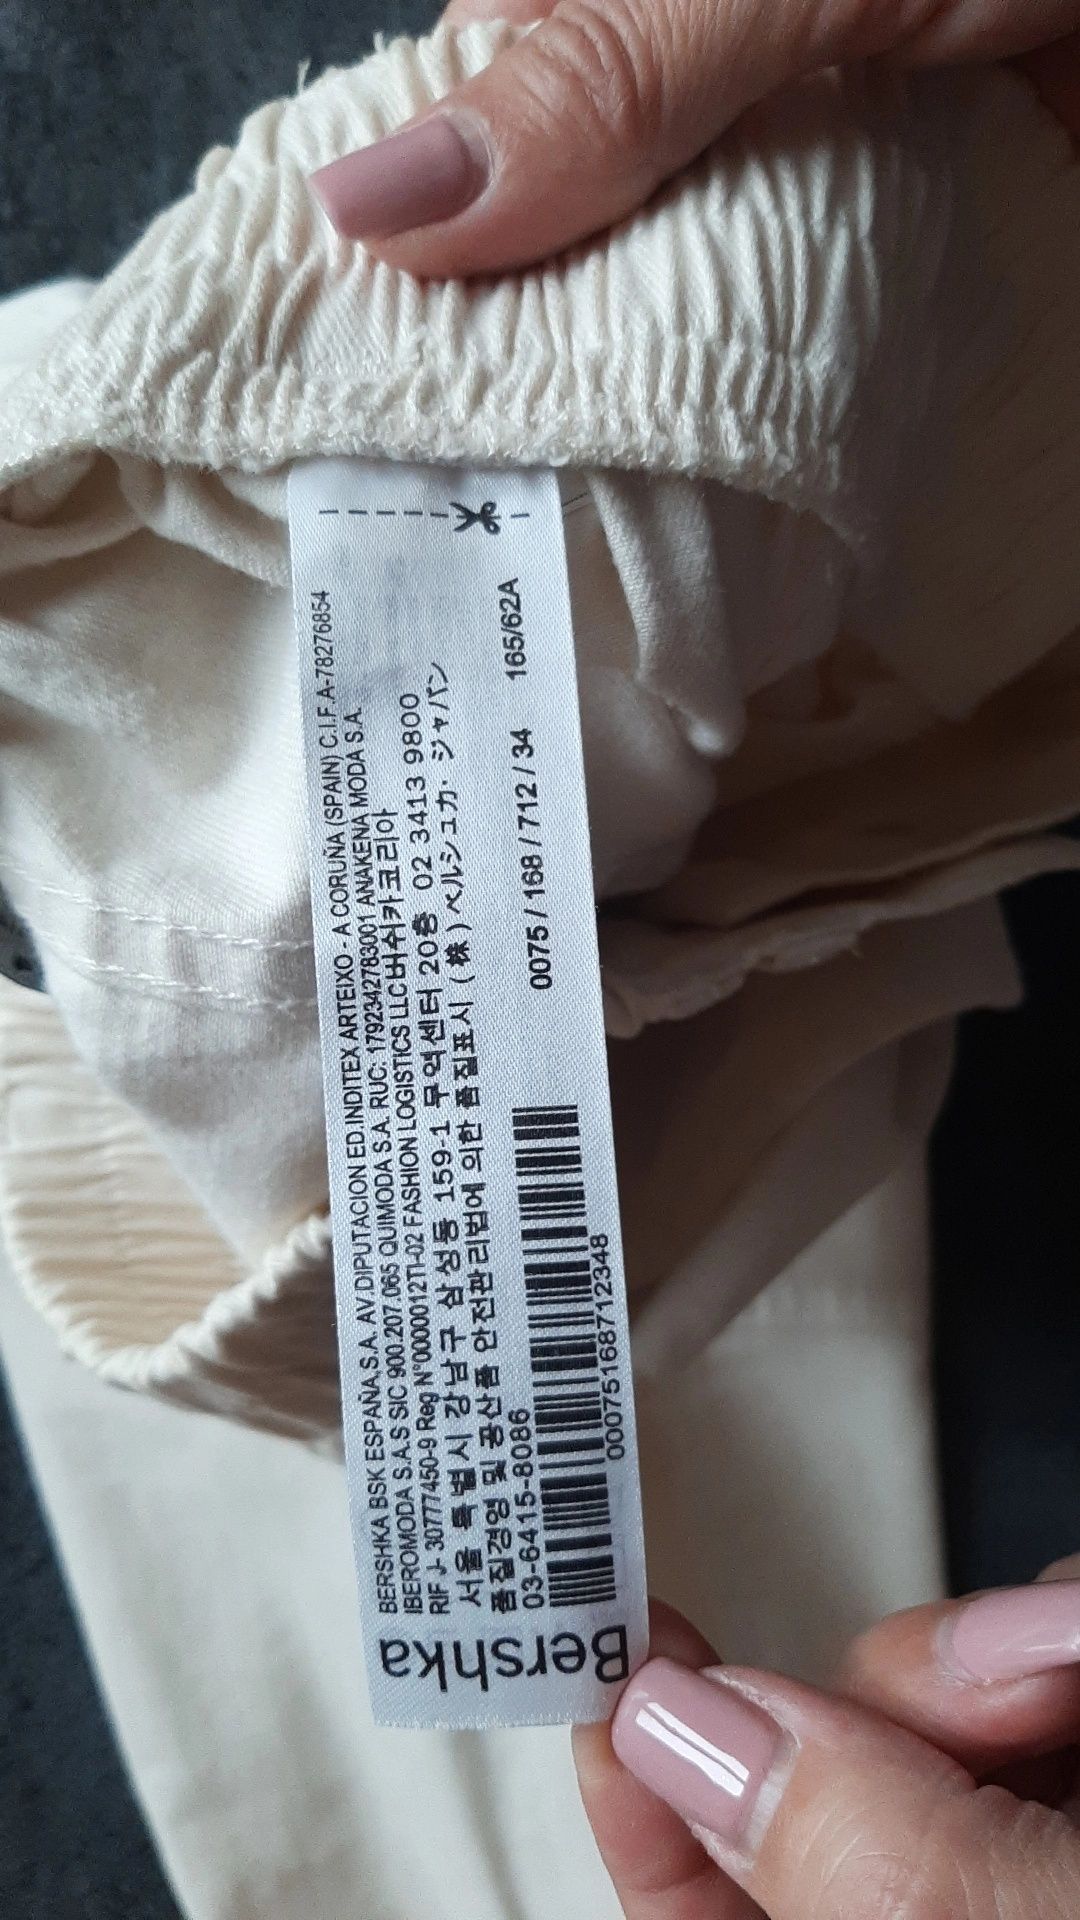 BERSHKA BSK ESPAÑA,S.A. AV.DIPUTACION ED.INDITEX ARTEIXO - A CORUÑA (SPAIN) C.I.F.A-78276854
IBEROMODA S.A.S SIC 900.207.065 QUIMODA S.A. RUC: 1792342783001 ANAKENA MODA S.A.
RIF J- 30777450-9 Reg N°0000012TI-02 FASHION LOGISTICS LLC버쉬카코리아
서울 특별시 강남구 삼성동 159-1 무역센터 20층 02 3413 9800
품질경영 및 공산품 안전관리법에 의한 품질표시 (株)ベルシュカ・ジャパン
03-6415-8086
0075/168/712/34 165/62A
00075168712348
Bershka